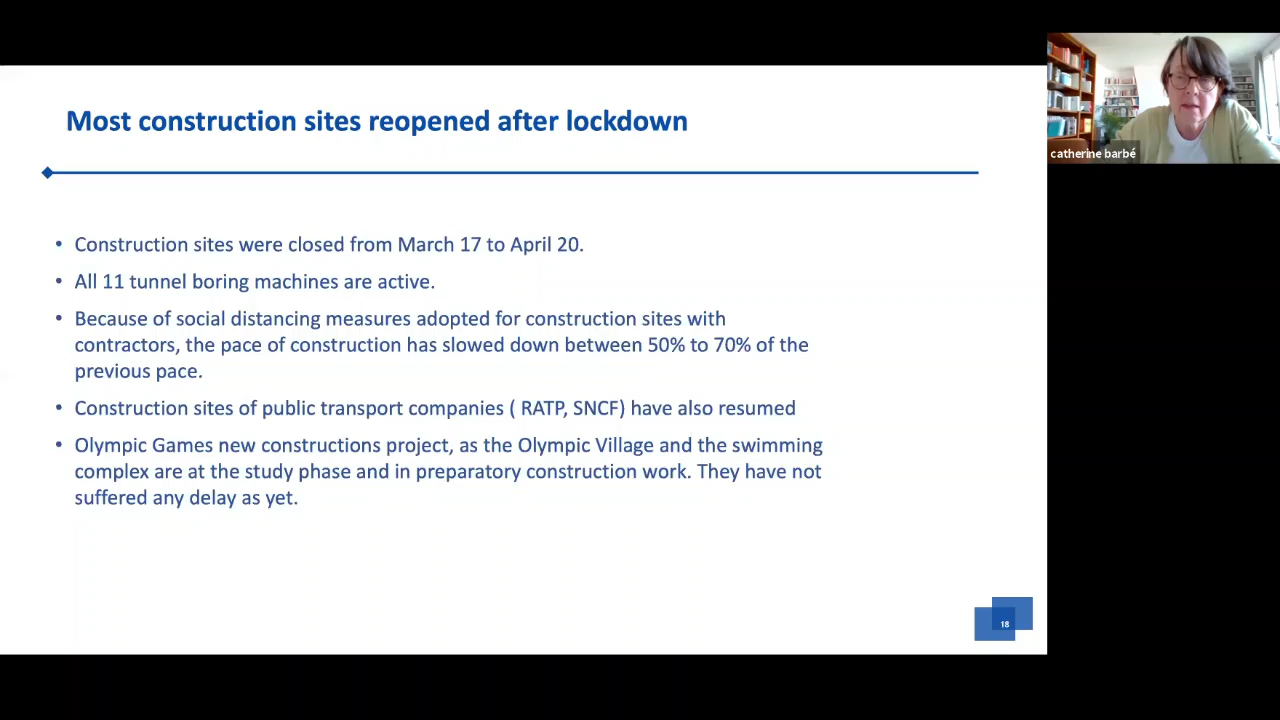 Most construction sites reopened after lockdown
catherine barbé
• Construction sites were closed from March 17 to April 20.
• All 11 tunnel boring machines are active.
• Because of social distancing measures adopted for construction sites with
contractors, the pace of construction has slowed down between 50% to 70% of the
previous pace.
• Construction sites of public transport companies ( RATP, SNCF) have also resumed
• Olympic Games new constructions project, as the Olympic Village and the swimming
complex are at the study phase and in preparatory construction work. They have not
suffered any delay as yet.
18